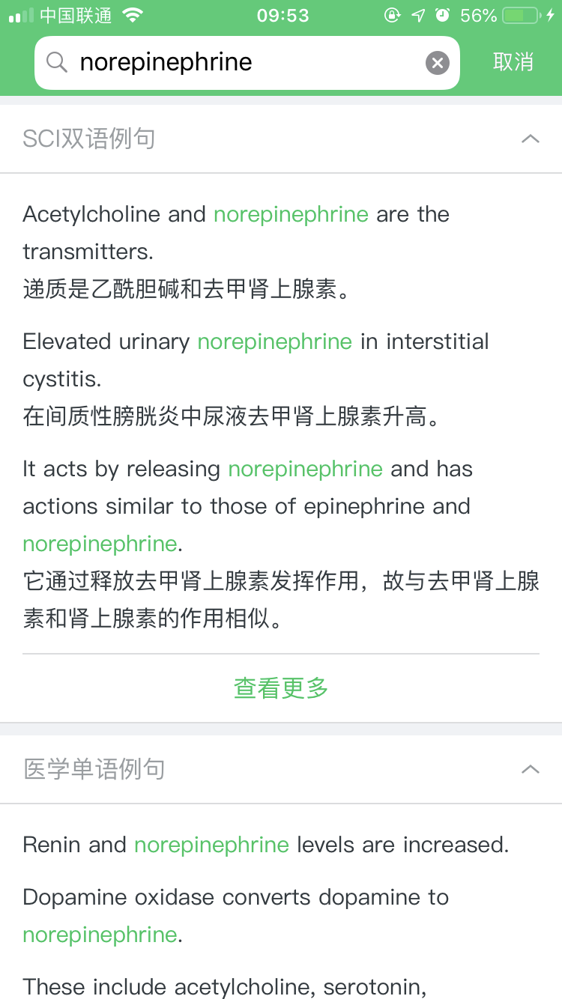 中国联通 09:53 56%
norepinephrine 取消
SCI双语例句
Acetylcholine and norepinephrine are the
transmitters.
递质是乙酰胆碱和去甲肾上腺素。
Elevated urinary norepinephrine in interstitial
cystitis.
在间质性膀胱炎中尿液去甲肾上腺素升高。
It acts by releasing norepinephrine and has
actions similar to those of epinephrine and
norepinephrine.
它通过释放去甲肾上腺素发挥作用，故与去甲肾上腺
素和肾上腺素的作用相似。
查看更多
医学单语例句
Renin and norepinephrine levels are increased.
Dopamine oxidase converts dopamine to
norepinephrine.
These include acetylcholine, serotonin,